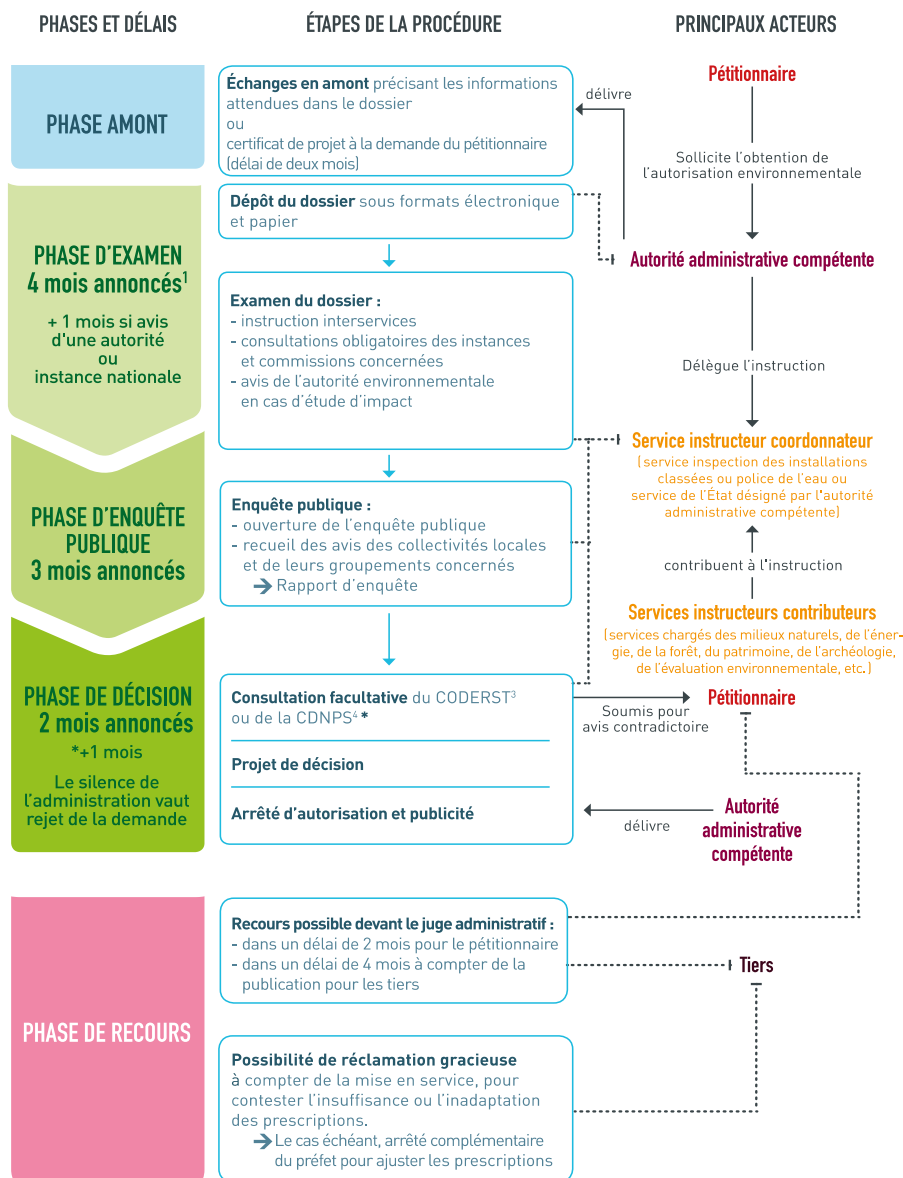 PHASES ET DÉLAIS
ÉTAPES DE LA PROCÉDURE
PRINCIPAUX ACTEURS
PHASE AMONT
Échanges en amont précisant les informations
attendues dans le dossier
ou
certificat de projet à la demande du pétitionnaire
(délai de deux mois)
délivre
Pétitionnaire
Sollicite l'obtention de
l'autorisation environnementale
PHASE D'EXAMEN
4 mois annoncés¹
+ 1 mois si avis
d'une autorité
ou
instance nationale
Dépôt du dossier sous formats électronique
et papier
Autorité administrative compétente
Examen du dossier :
- instruction interservices
- consultations obligatoires des instances
et commissions concernées
- avis de l'autorité environnementale
en cas d'étude d'impact
Délègue l'instruction
Service instructeur coordonnateur
( service inspection des installations
classées ou police de l'eau ou
service de l'État désigné par l'autorité
administrative compétente)
PHASE D'ENQUÊTE
PUBLIQUE
3 mois annoncés
Enquête publique :
- ouverture de l'enquête publique
- recueil des avis des collectivités locales
et de leurs groupements concernés
→ Rapport d'enquête
contribuent à l'instruction
Services instructeurs contributeurs
(services chargés des milieux naturels, de l'éner-
gie, de la forêt, du patrimoine, de l'archéologie,
de l'évaluation environnementale, etc. )
PHASE DE DÉCISION
2 mois annoncés
*+1 mois
Le silence de
l'administration vaut
rejet de la demande
Consultation facultative du CODERST³
ou de la CDNPS⁴ *
Projet de décision
Arrêté d'autorisation et publicité
Soumis pour
avis contradictoire
Pétitionnaire
délivre
Autorité
administrative
compétente
PHASE DE RECOURS
Recours possible devant le juge administratif :
- dans un délai de 2 mois pour le pétitionnaire
- dans un délai de 4 mois à compter de la
publication pour les tiers
Tiers
Possibilité de réclamation gracieuse
à compter de la mise en service, pour
contester l'insuffisance ou l'inadaptation
des prescriptions.
→ Le cas échéant, arrêté complémentaire
du préfet pour ajuster les prescriptions